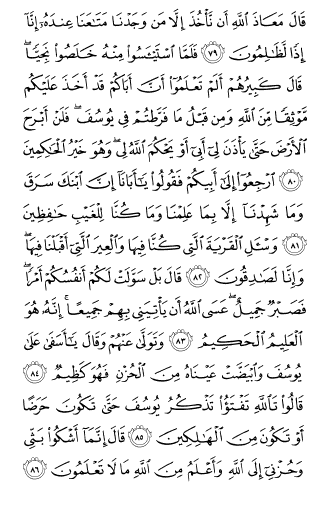 قَالَ مَعَاذَ ٱللَّهِ أَن نَّأۡخُذَ إِلَّا مَن وَجَدۡنَا مَتَٰعَنَا عِندَهُۥٓ إِنَّآ
إِذٗا لَّظَٰلِمُونَ ٧٩ فَلَمَّا ٱسۡتَيۡـَٔسُواْ مِنۡهُ خَلَصُواْ نَجِيّٗاۖ
قَالَ كَبِيرُهُمۡ أَلَمۡ تَعۡلَمُوٓاْ أَنَّ أَبَاكُمۡ قَدۡ أَخَذَ عَلَيۡكُم
مَّوۡثِقٗا مِّنَ ٱللَّهِ وَمِن قَبۡلُ مَا فَرَّطتُمۡ فِي يُوسُفَۖ فَلَنۡ أَبۡرَحَ
ٱلۡأَرۡضَ حَتَّىٰ يَأۡذَنَ لِيٓ أَبِيٓ أَوۡ يَحۡكُمَ ٱللَّهُ لِيۖ وَهُوَ خَيۡرُ ٱلۡحَٰكِمِينَ
٨٠ ٱرۡجِعُوٓاْ إِلَىٰٓ أَبِيكُمۡ فَقُولُواْ يَٰٓأَبَانَآ إِنَّ ٱبۡنَكَ سَرَقَ
وَمَا شَهِدۡنَآ إِلَّا بِمَا عَلِمۡنَا وَمَا كُنَّا لِلۡغَيۡبِ حَٰفِظِينَ
٨١ وَسۡـَٔلِ ٱلۡقَرۡيَةَ ٱلَّتِي كُنَّا فِيهَا وَٱلۡعِيرَ ٱلَّتِيٓ أَقۡبَلۡنَا فِيهَاۖ
وَإِنَّا لَصَٰدِقُونَ ٨٢ قَالَ بَلۡ سَوَّلَتۡ لَكُمۡ أَنفُسُكُمۡ أَمۡرٗاۖ
فَصَبۡرٞ جَمِيلٌۖ عَسَى ٱللَّهُ أَن يَأۡتِيَنِي بِهِمۡ جَمِيعًاۚ إِنَّهُۥ هُوَ
ٱلۡعَلِيمُ ٱلۡحَكِيمُ ٨٣ وَتَوَلَّىٰ عَنۡهُمۡ وَقَالَ يَٰٓأَسَفَىٰ عَلَىٰ
يُوسُفَ وَٱبۡيَضَّتۡ عَيۡنَاهُ مِنَ ٱلۡحُزۡنِ فَهُوَ كَظِيمٞ ٨٤
قَالُواْ تَٱللَّهِ تَفۡتَؤُاْ تَذۡكُرُ يُوسُفَ حَتَّىٰ تَكُونَ حَرَضًا
أَوۡ تَكُونَ مِنَ ٱلۡهَٰلِكِينَ ٨٥ قَالَ إِنَّمَآ أَشۡكُواْ بَثِّي
وَحُزۡنِيٓ إِلَى ٱللَّهِ وَأَعۡلَمُ مِنَ ٱللَّهِ مَا لَا تَعۡلَمُونَ ٨٦